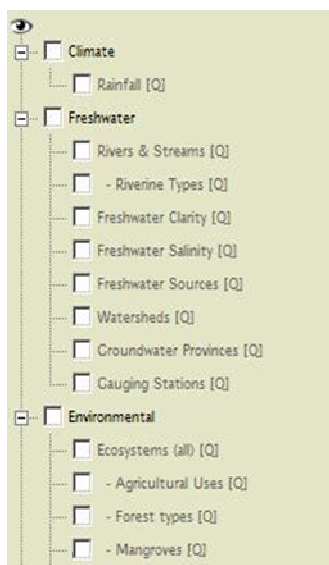 Climate
Rainfall [Q]
Freshwater
Rivers & Streams [Q]
- Riverine Types [Q]
Freshwater Clarity [Q]
Freshwater Salinity [Q]
Freshwater Sources [Q]
Watersheds [Q]
Groundwater Provinces [Q]
Gauging Stations [Q]
Environmental
Ecosystems (all) [Q]
- Agricultural Uses [Q]
- Forest types [Q]
- Mangroves [Q]